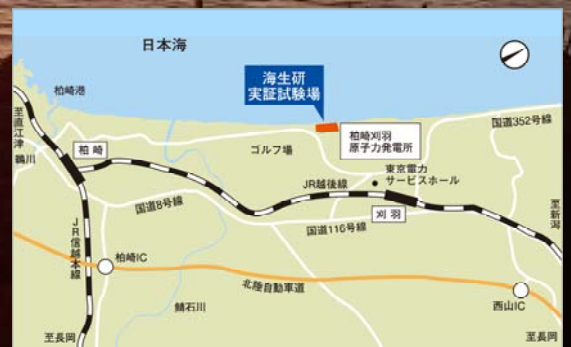 日本海
柏崎港
海生研
実証試験場
至直江津
鵜川
柏崎
ゴルフ場
柏崎刈羽
原子力発電所
国道352号線
東京電力
サービスホール
JR越後線
国道8号線
刈羽
国道116号線
至新潟
JR信越本線
柏崎IC
北陸自動車道
鯖石川
西山IC
至長岡
至長岡